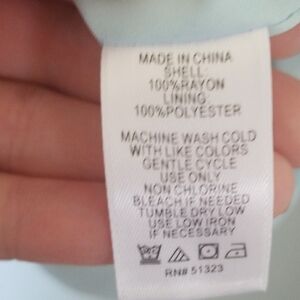 MADE IN CHINA
SHELL:
100%RAYON
LINING:
100%POLYESTER
MACHINE WASH COLD
WITH LIKE COLORS
GENTLE CYCLE
USE ONLY
NON CHLORINE
BLEACH IF NEEDED
TUMBLE DRY LOW
USE LOW IRON
IF NECESSARY
RN# 51323